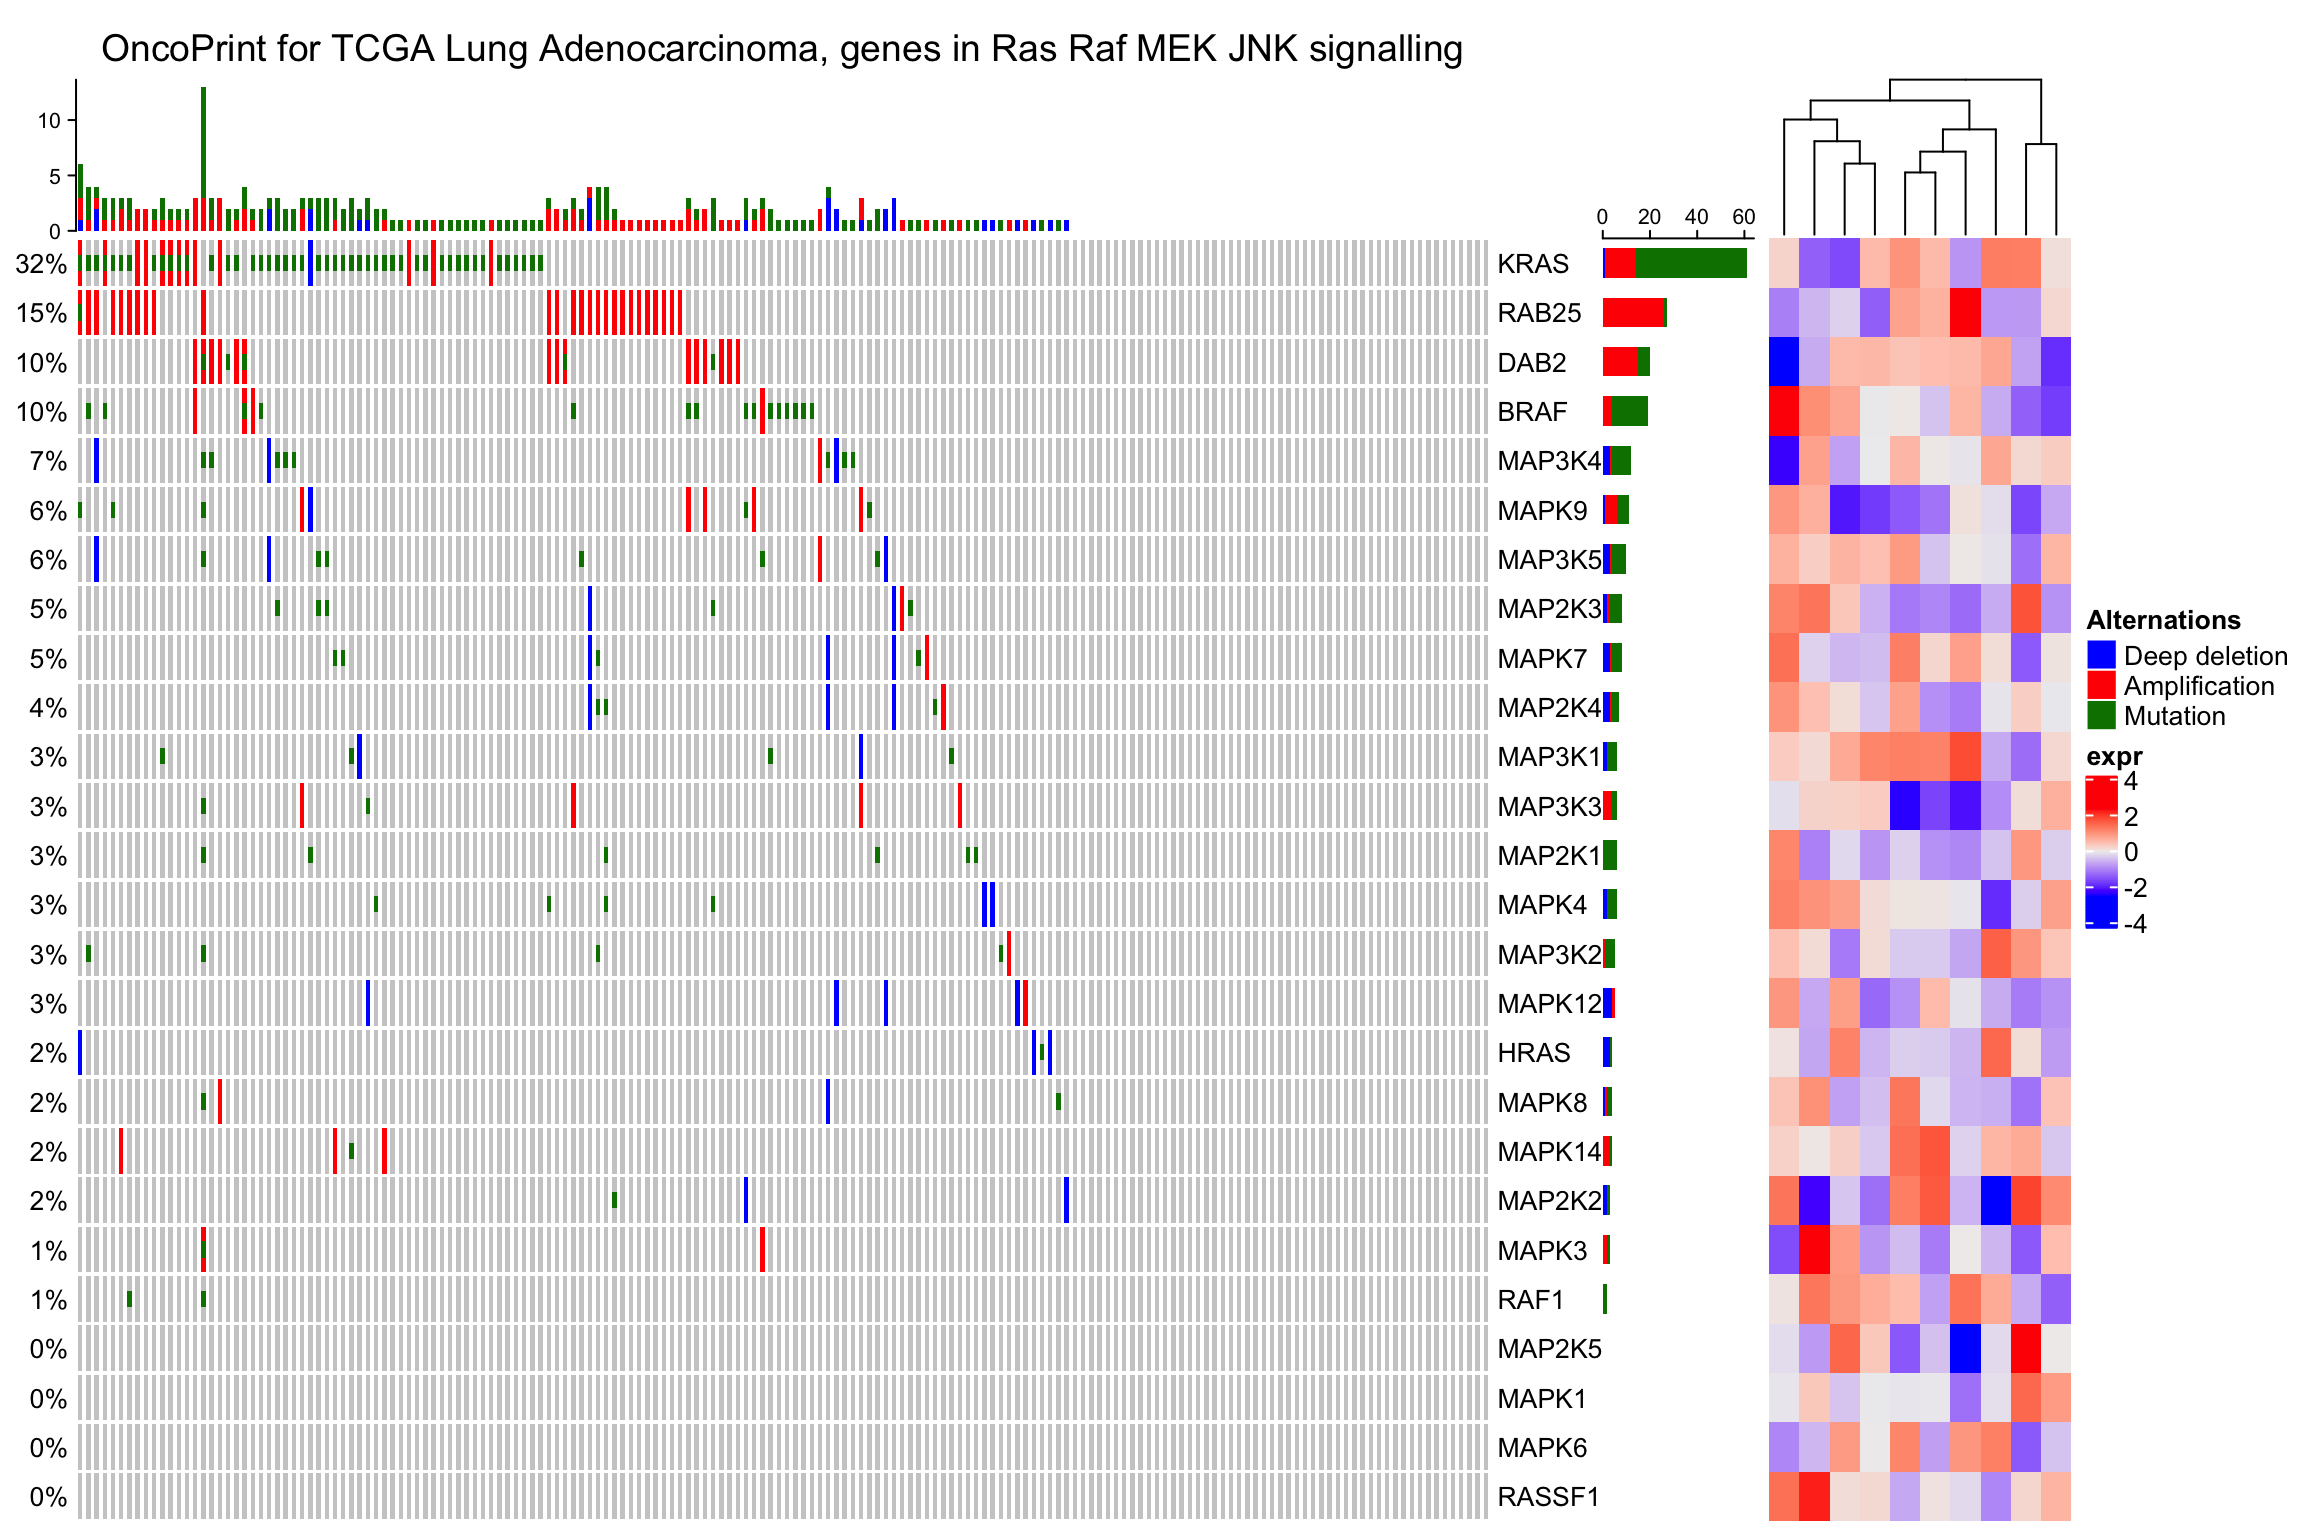 OncoPrint for TCGA Lung Adenocarcinoma, genes in Ras Raf MEK JNK signalling
10
5
0
0 20 40 60
32% KRAS
15% RAB25
10% DAB2
10% BRAF
7% MAP3K4
6% MAPK9
6% MAP3K5
5% MAP2K3
5% MAPK7
4% MAP2K4
3% MAP3K1
3% MAP3K3
3% MAP2K1
3% MAPK4
3% MAP3K2
3% MAPK12
2% HRAS
2% MAPK8
2% MAPK14
2% MAP2K2
1% MAPK3
1% RAF1
0% MAP2K5
0% MAPK1
0% MAPK6
0% RASSF1
Alternations
Deep deletion
Amplification
Mutation
expr
4
2
0
-2
-4